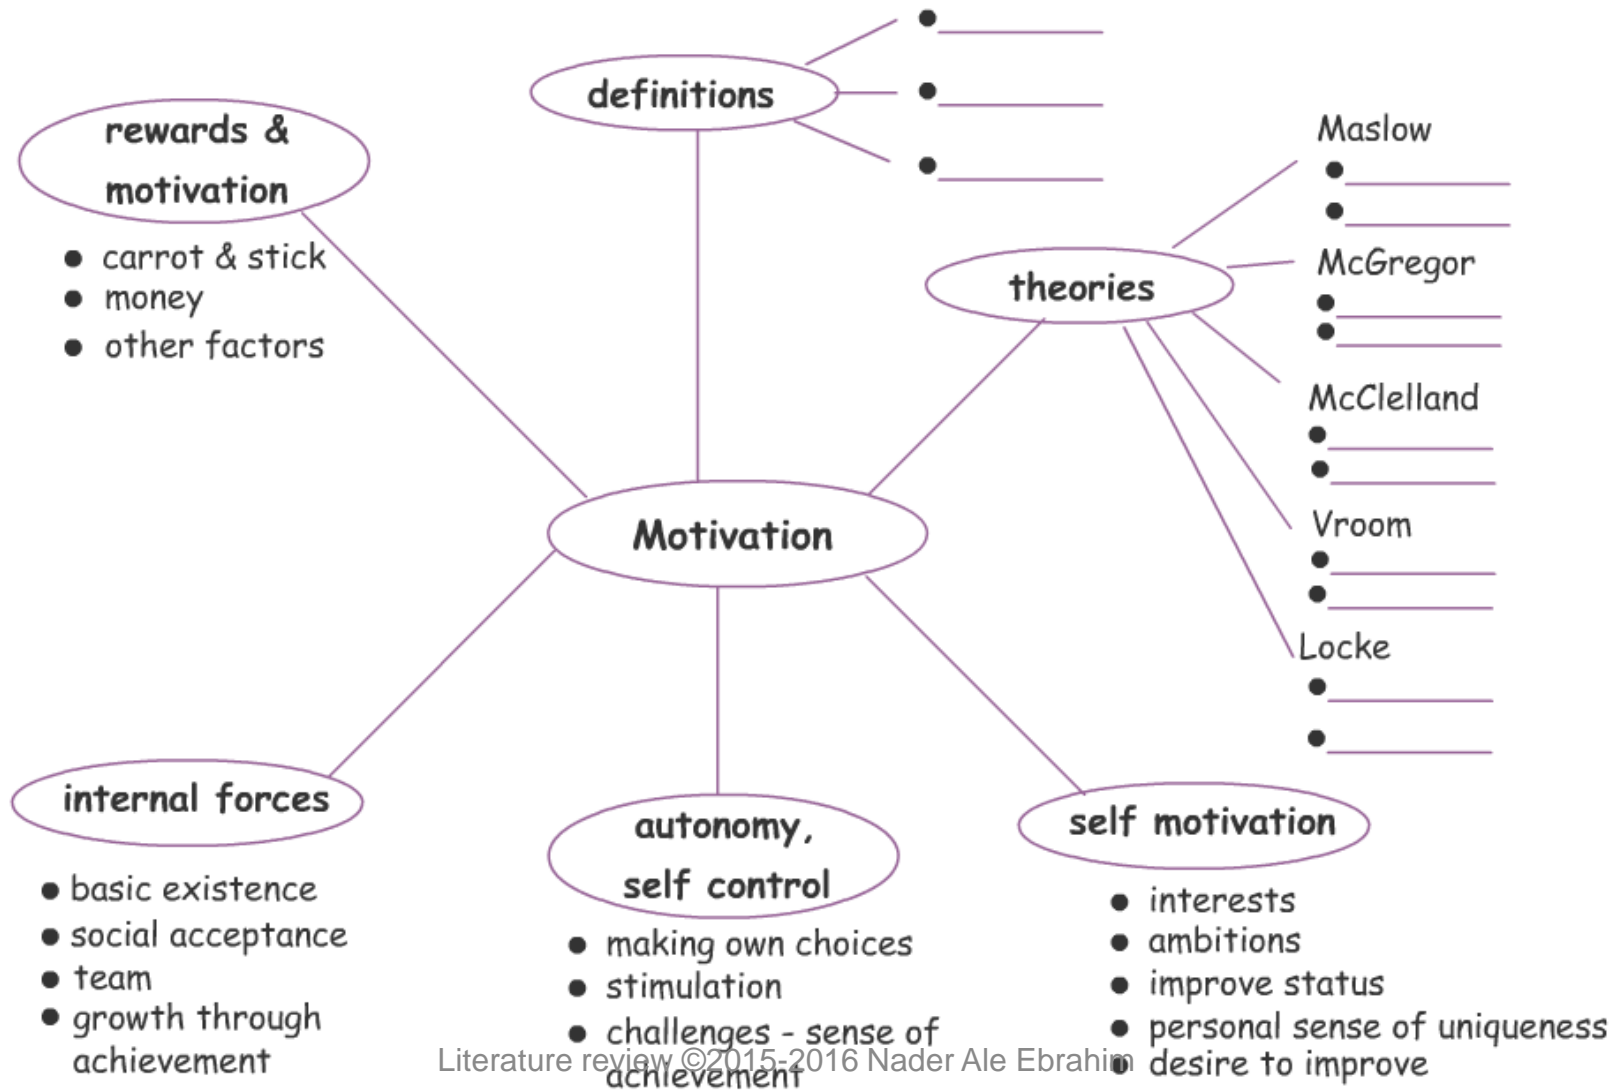 definitions
rewards &
motivation
● carrot & stick
● money
● other factors
theories
Maslow
McGregor
McClelland
Vroom
Locke
Motivation
internal forces
● basic existence
● social acceptance
● team
● growth through
achievement
autonomy,
self control
● making own choices
● stimulation
● challenges - sense of
achievement
self motivation
● interests
● ambitions
● improve status
● personal sense of uniqueness
● desire to improve
Literature review ©2015-2016 Nader Ale Ebrahim